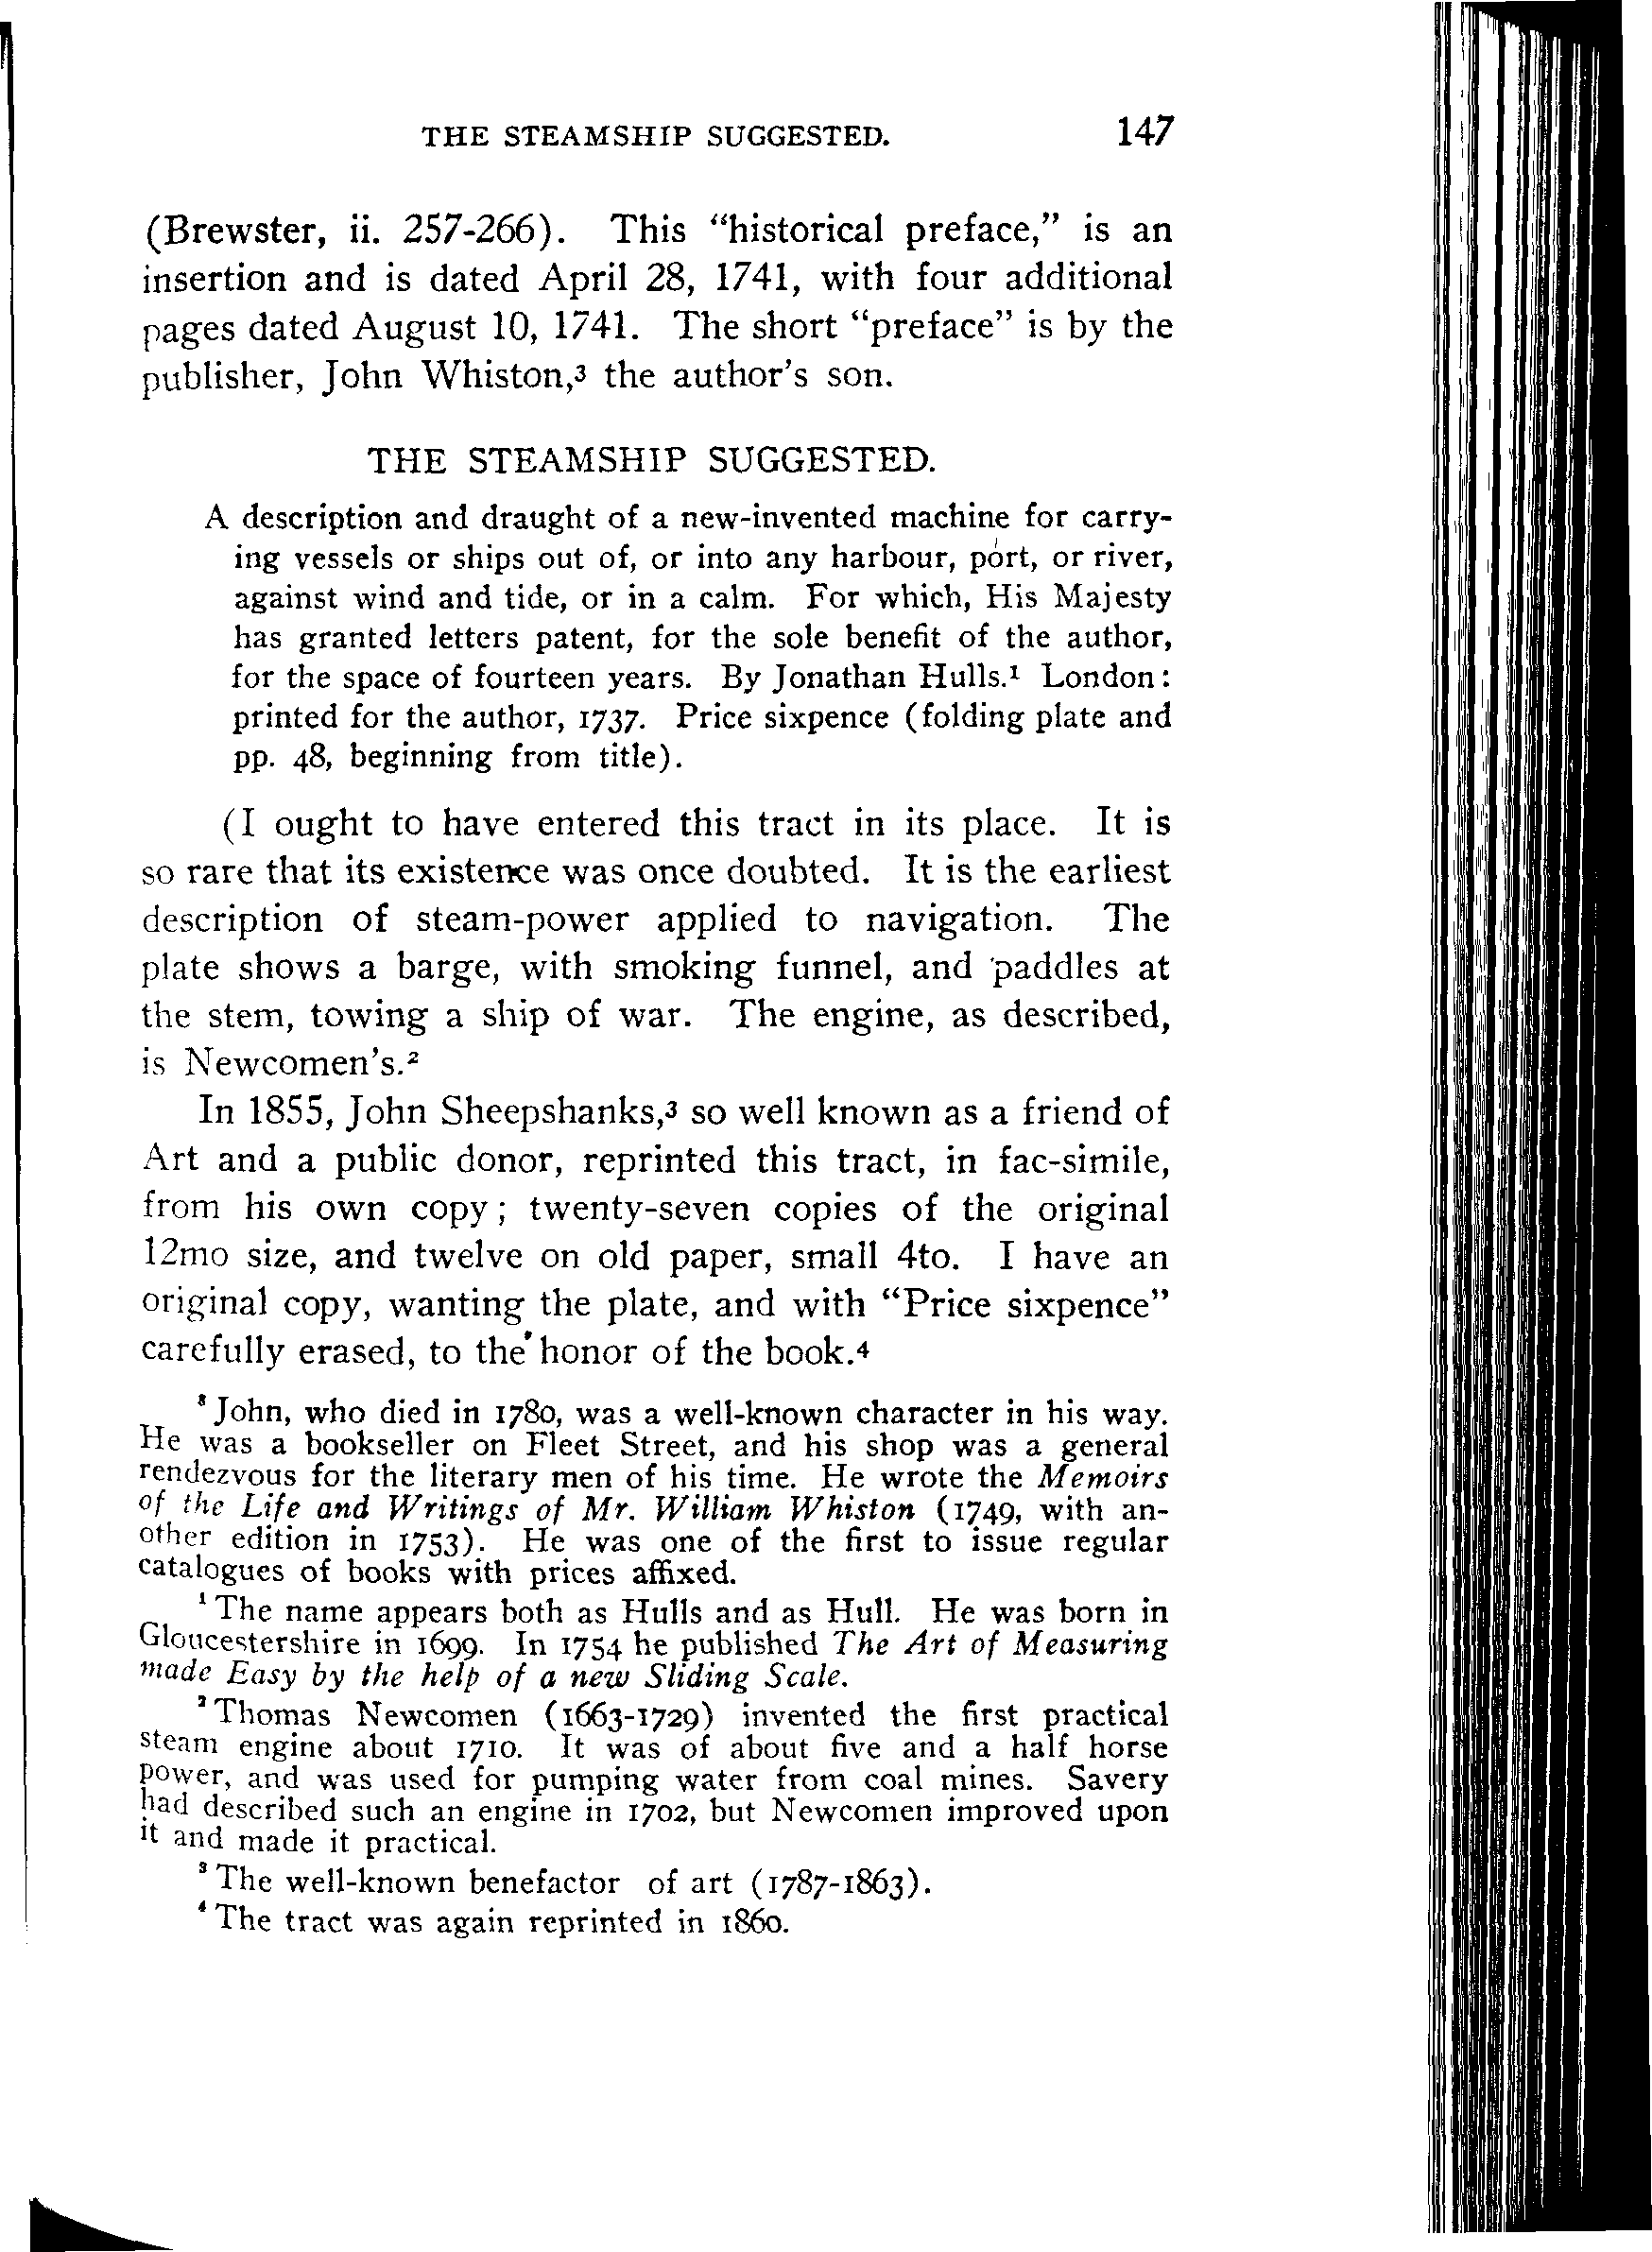 THE STEAMSHIP SUGGESTED. 147
(Brewster, ii. 257-266). This “historical preface,” is an
insertion and is dated April 28, 1741, with four additional
pages dated August 10, 1741. The short “preface” is by the
publisher, John Whiston,³ the author's son.
THE STEAMSHIP SUGGESTED.
A description and draught of a new-invented machine for carry-
ing vessels or ships out of, or into any harbour, port, or river,
against wind and tide, or in a calm. For which, His Majesty
has granted letters patent, for the sole benefit of the author,
for the space of fourteen years. By Jonathan Hulls.¹ London:
printed for the author, 1737. Price sixpence (folding plate and
pp. 48, beginning from title).
(I ought to have entered this tract in its place. It is
so rare that its existence was once doubted. It is the earliest
description of steam-power applied to navigation. The
plate shows a barge, with smoking funnel, and paddles at
the stem, towing a ship of war. The engine, as described,
is Newcomen's.²
In 1855, John Sheepshanks,³ so well known as a friend of
Art and a public donor, reprinted this tract, in fac-simile,
from his own copy; twenty-seven copies of the original
12mo size, and twelve on old paper, small 4to. I have an
original copy, wanting the plate, and with “Price sixpence”
carefully erased, to the honor of the book.⁴
³ John, who died in 1780, was a well-known character in his way.
He was a bookseller on Fleet Street, and his shop was a general
rendezvous for the literary men of his time. He wrote the Memoirs
of the Life and Writings of Mr. William Whiston (1749, with an-
other edition in 1753). He was one of the first to issue regular
catalogues of books with prices affixed.
¹ The name appears both as Hulls and as Hull. He was born in
Gloucestershire in 1699. In 1754 he published The Art of Measuring
made Easy by the help of a new Sliding Scale.
² Thomas Newcomen (1663-1729) invented the first practical
steam engine about 1710. It was of about five and a half horse
power, and was used for pumping water from coal mines. Savery
had described such an engine in 1702, but Newcomen improved upon
it and made it practical.
³ The well-known benefactor of art (1787-1863).
⁴ The tract was again reprinted in 1860.